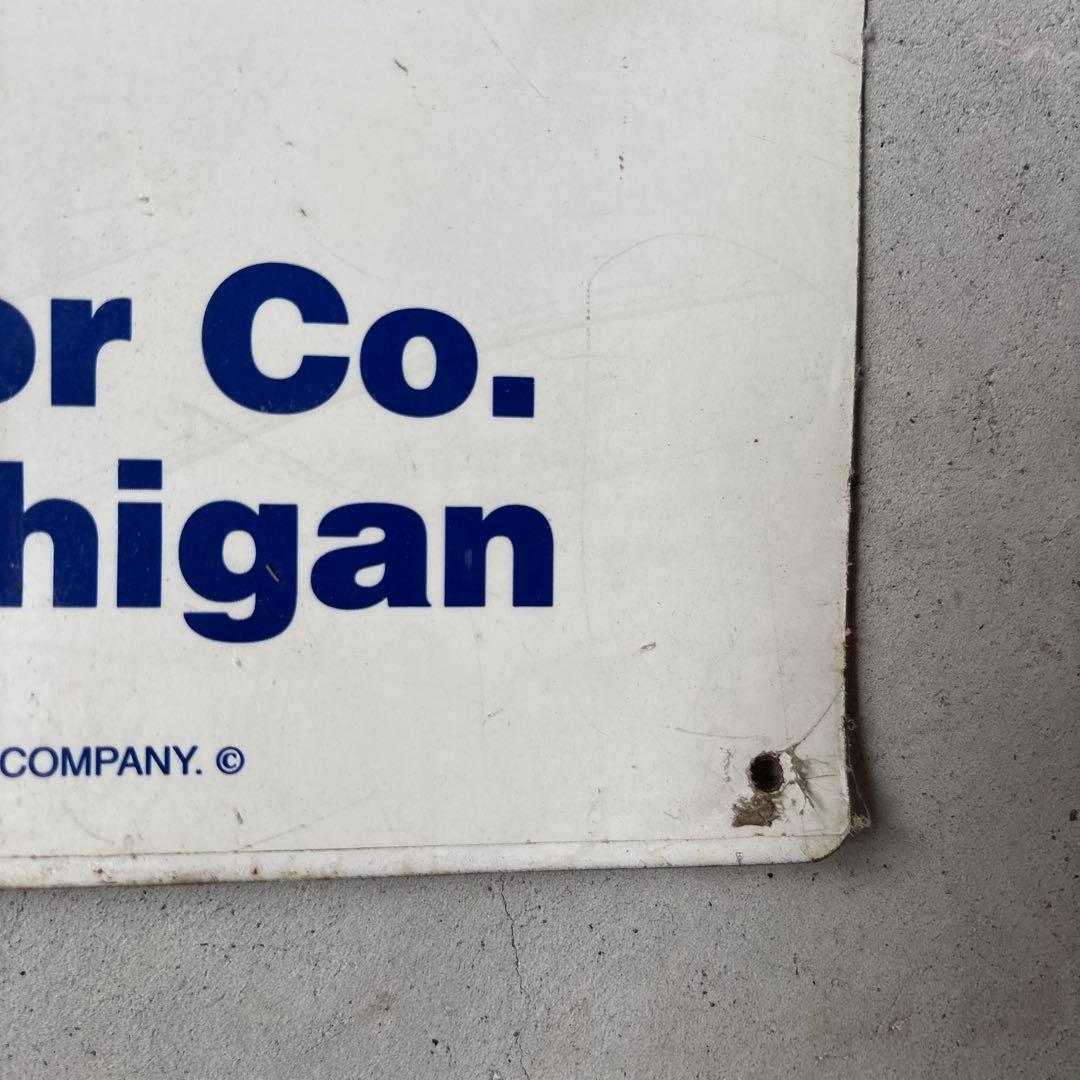 or Co.
higan
COMPANY. ©